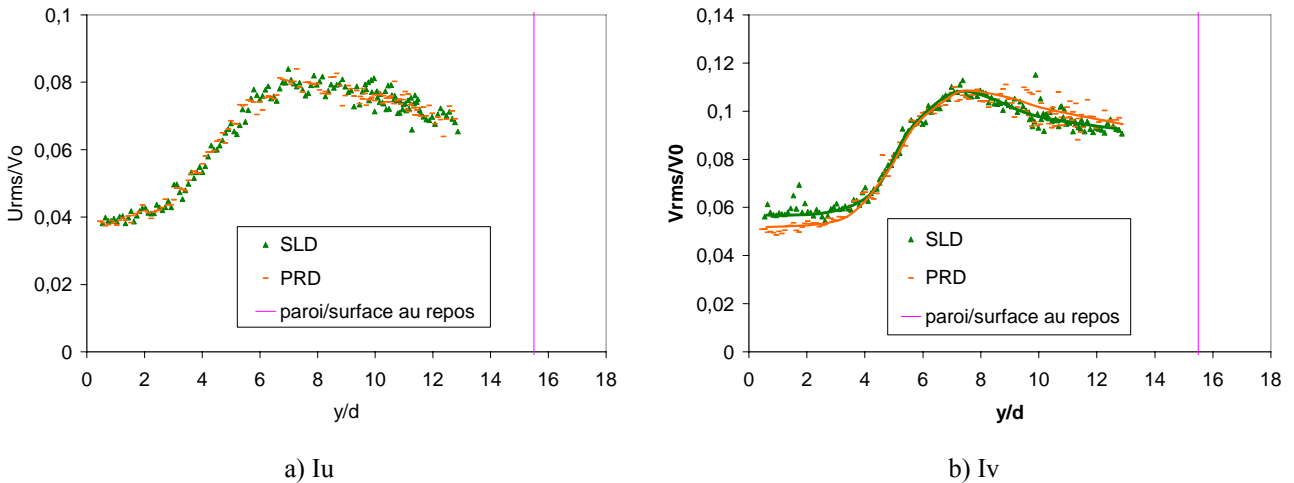 0,1
0,08
0,06
0,04
0,02
0
Urms/Vo
0 2 4 6 8 10 12 14 16 18
y/d
SLD
PRD
paroi/surface au repos
a) Iu
0,14
0,12
0,1
0,08
0,06
0,04
0,02
0
Vrms/V0
0 2 4 6 8 10 12 14 16 18
y/d
SLD
PRD
paroi/surface au repos
b) Iv